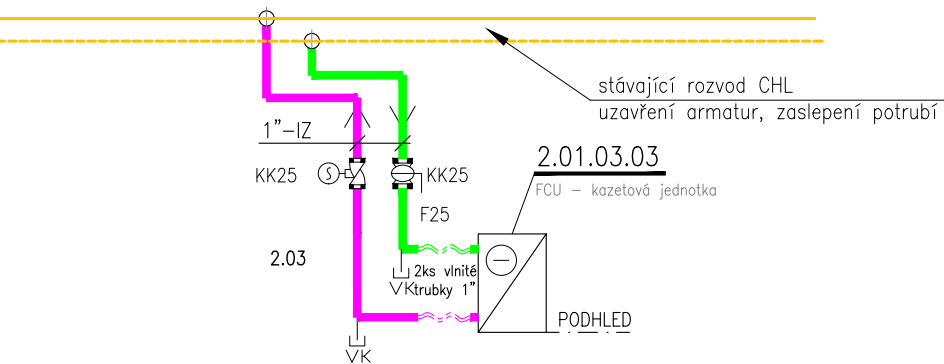 stávající rozvod CHL
uzavření armatur, zaslepení potrubí
1"-IZ
2.01.03.03
KK25
S
KK25
FCU - kazetová jednotka
F25
2.03
2ks vlnité
trubky 1"
VK
PODHLED
VK